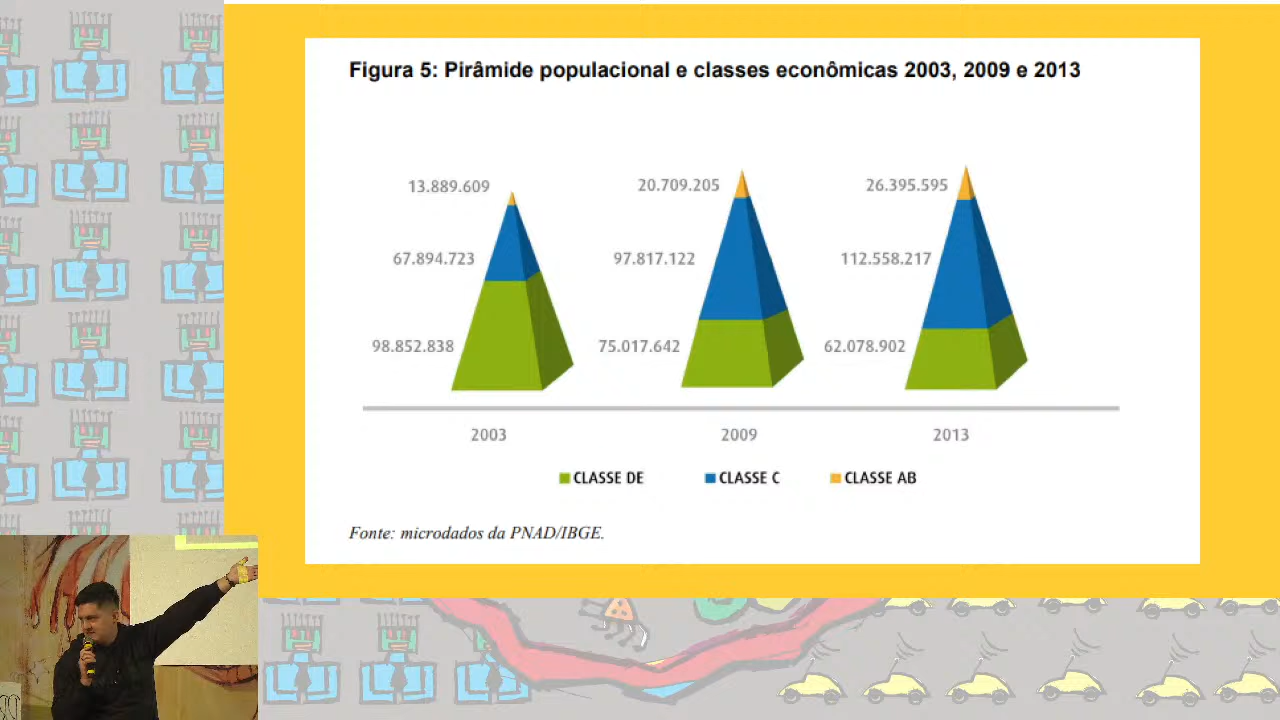 Figura 5: Pirâmide populacional e classes econômicas 2003, 2009 e 2013
13.889.609
20.709.205
26.395.595
67.894.723
97.817.122
112.558.217
98.852.838
75.017.642
62.078.902
2003
2009
2013
CLASSE DE
CLASSE C
CLASSE AB
Fonte: microdados da PNAD/IBGE.